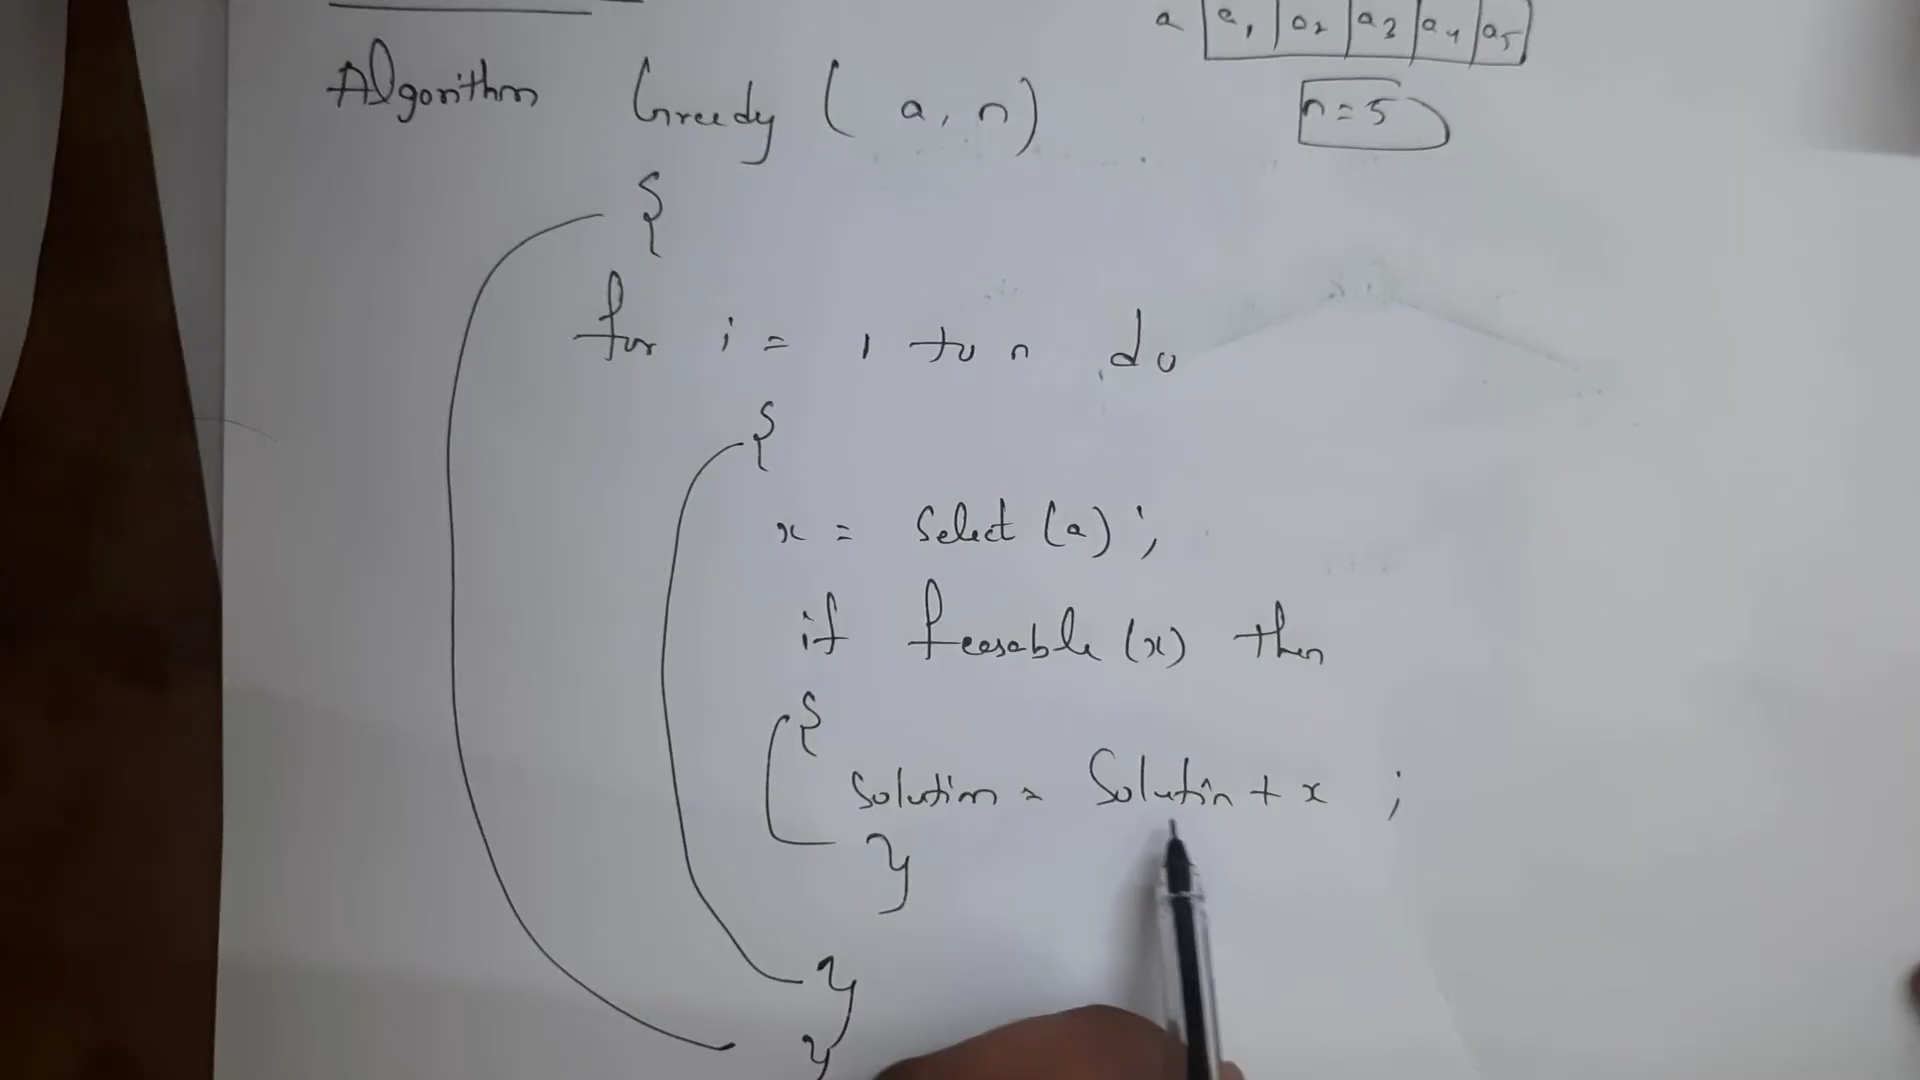 a a1 a2 a3 a4 a5
Algorithm Greedy ( a, n )
n = 5
{
for i = 1 to n do
{
x = Select (a) ;
if feasable (x) then
{
Solution = Solution + x ;
}
}
}